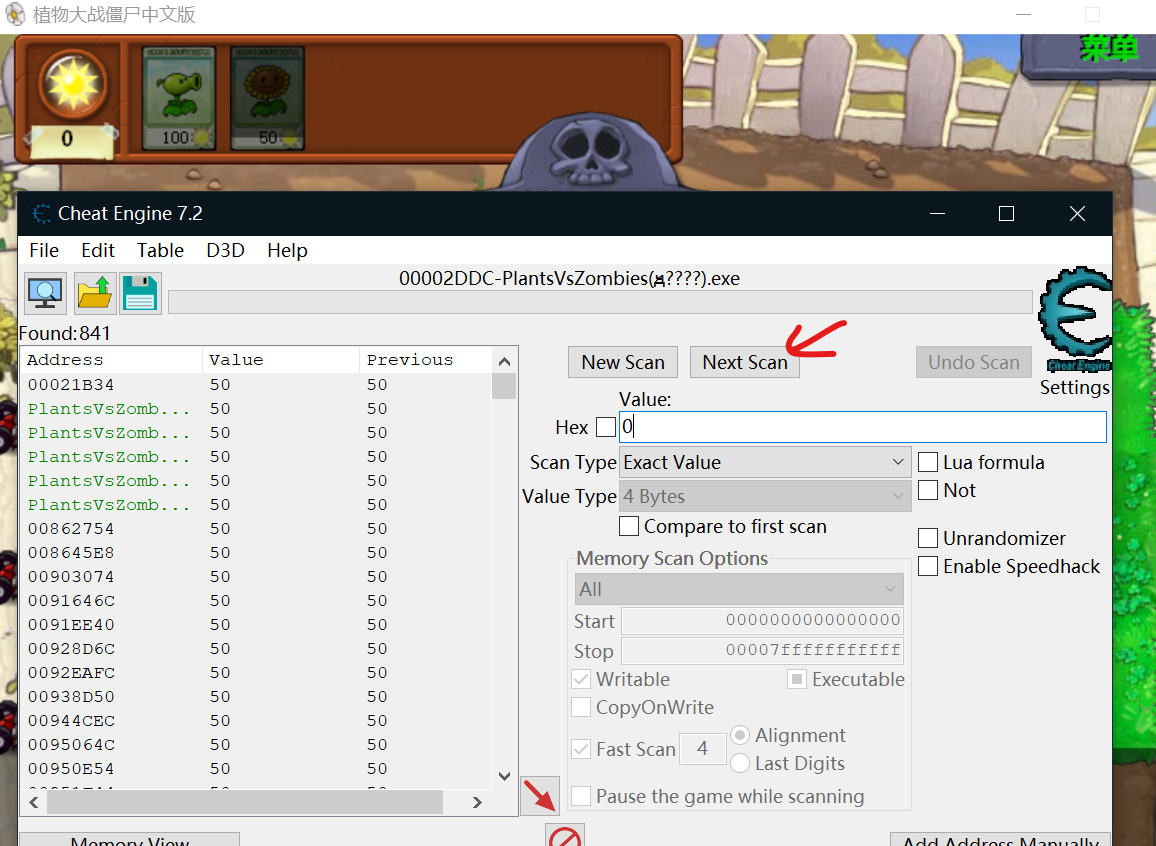 植物大战僵尸中文版
菜单
0
100
50
Cheat Engine 7.2
File Edit Table D3D Help
00002DDC-PlantsVsZombies(д????).exe
Found:841
Address Value Previous
00021B34 50 50
PlantsVsZomb... 50 50
PlantsVsZomb... 50 50
PlantsVsZomb... 50 50
PlantsVsZomb... 50 50
PlantsVsZomb... 50 50
00862754 50 50
008645E8 50 50
00903074 50 50
0091646C 50 50
0091EE40 50 50
00928D6C 50 50
0092EAFC 50 50
00938D50 50 50
00944CEC 50 50
0095064C 50 50
00950E54 50 50
New Scan Next Scan Undo Scan
Cheat Engine
Settings
Value:
Hex 0
Scan Type Exact Value Lua formula
Value Type 4 Bytes Not
Compare to first scan
Unrandomizer
Enable Speedhack
Memory Scan Options
All
Start 0000000000000000
Stop 00007fffffffffff
Writable Executable
CopyOnWrite
Fast Scan 4 Alignment
Last Digits
Pause the game while scanning
Memory View Add Address Manually